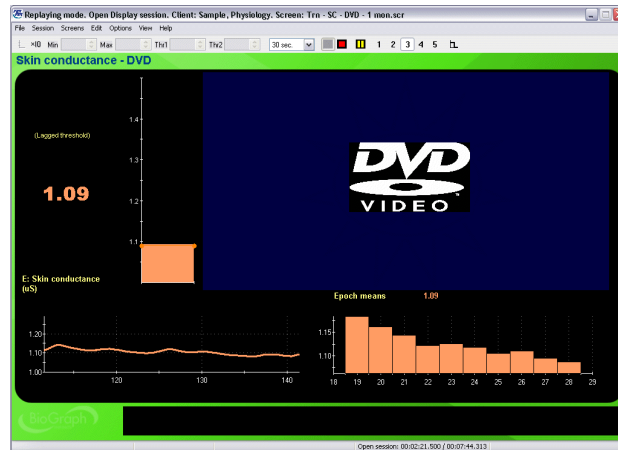 Replaying mode. Open Display session. Client: Sample, Physiology. Screen: Trn - SC - DVD - 1 mon.scr
File Session Screens Edit Options View Help
×10 Min Max Thr1 Thr2 30 sec. 1 2 3 4 5
Skin conductance - DVD
(Lagged threshold)
1.09
1.4
1.3
1.2
1.1
DVD
VIDEO
E: Skin conductance
(uS)
Epoch means 1.09
1.20
1.10
1.00
120 130 140
1.15
1.10
18 19 20 21 22 23 24 25 26 27 28 29
BioGraph
Open session: 00:02:21.500 / 00:07:44.313